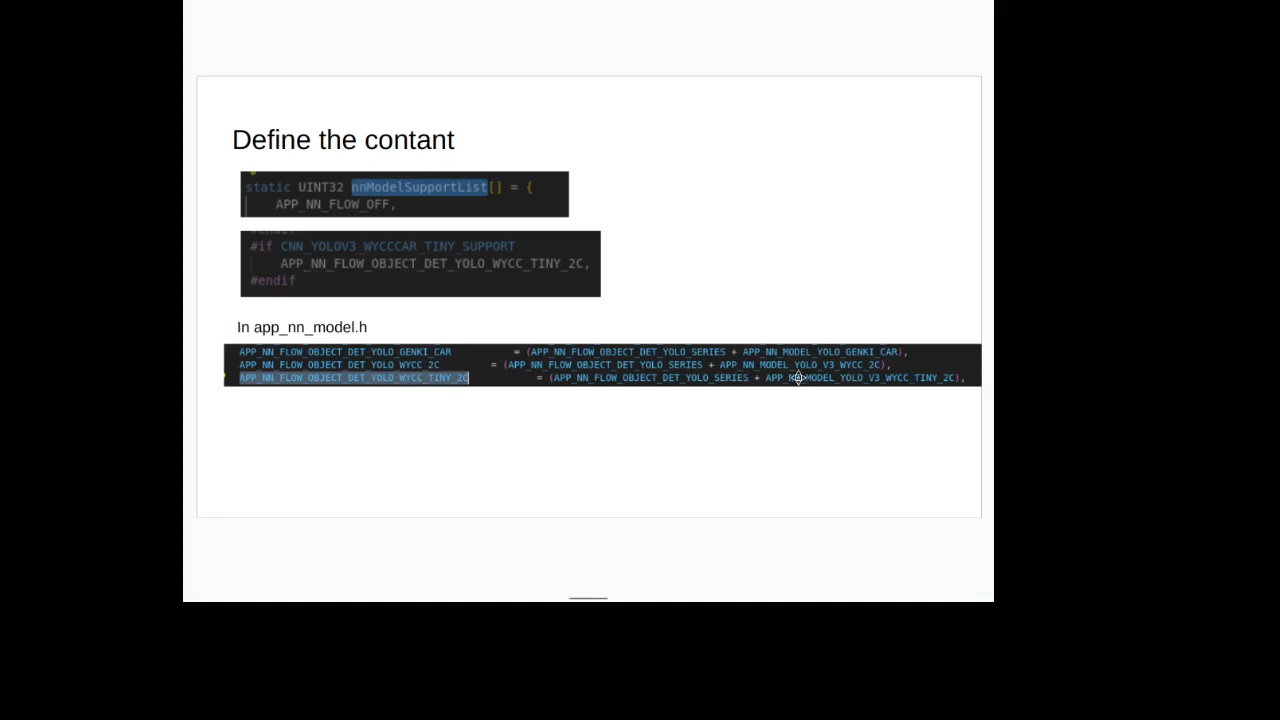 Define the contant
static UINT32 nnModelSupportList[] = {
APP_NN_FLOW_OFF,
#if CNN_YOLOV3_WYCCCAR_TINY_SUPPORT
APP_NN_FLOW_OBJECT_DET_YOLO_WYCC_TINY_2C,
#endif
In app_nn_model.h
APP_NN_FLOW_OBJECT_DET_YOLO_GENKI_CAR = (APP_NN_FLOW_OBJECT_DET_YOLO_SERIES + APP_NN_MODEL_YOLO_GENKI_CAR),
APP_NN_FLOW_OBJECT_DET_YOLO_WYCC_2C = (APP_NN_FLOW_OBJECT_DET_YOLO_SERIES + APP_NN_MODEL_YOLO_V3_WYCC_2C),
APP_NN_FLOW_OBJECT_DET_YOLO_WYCC_TINY_2C = (APP_NN_FLOW_OBJECT_DET_YOLO_SERIES + APP_NN_MODEL_YOLO_V3_WYCC_TINY_2C),